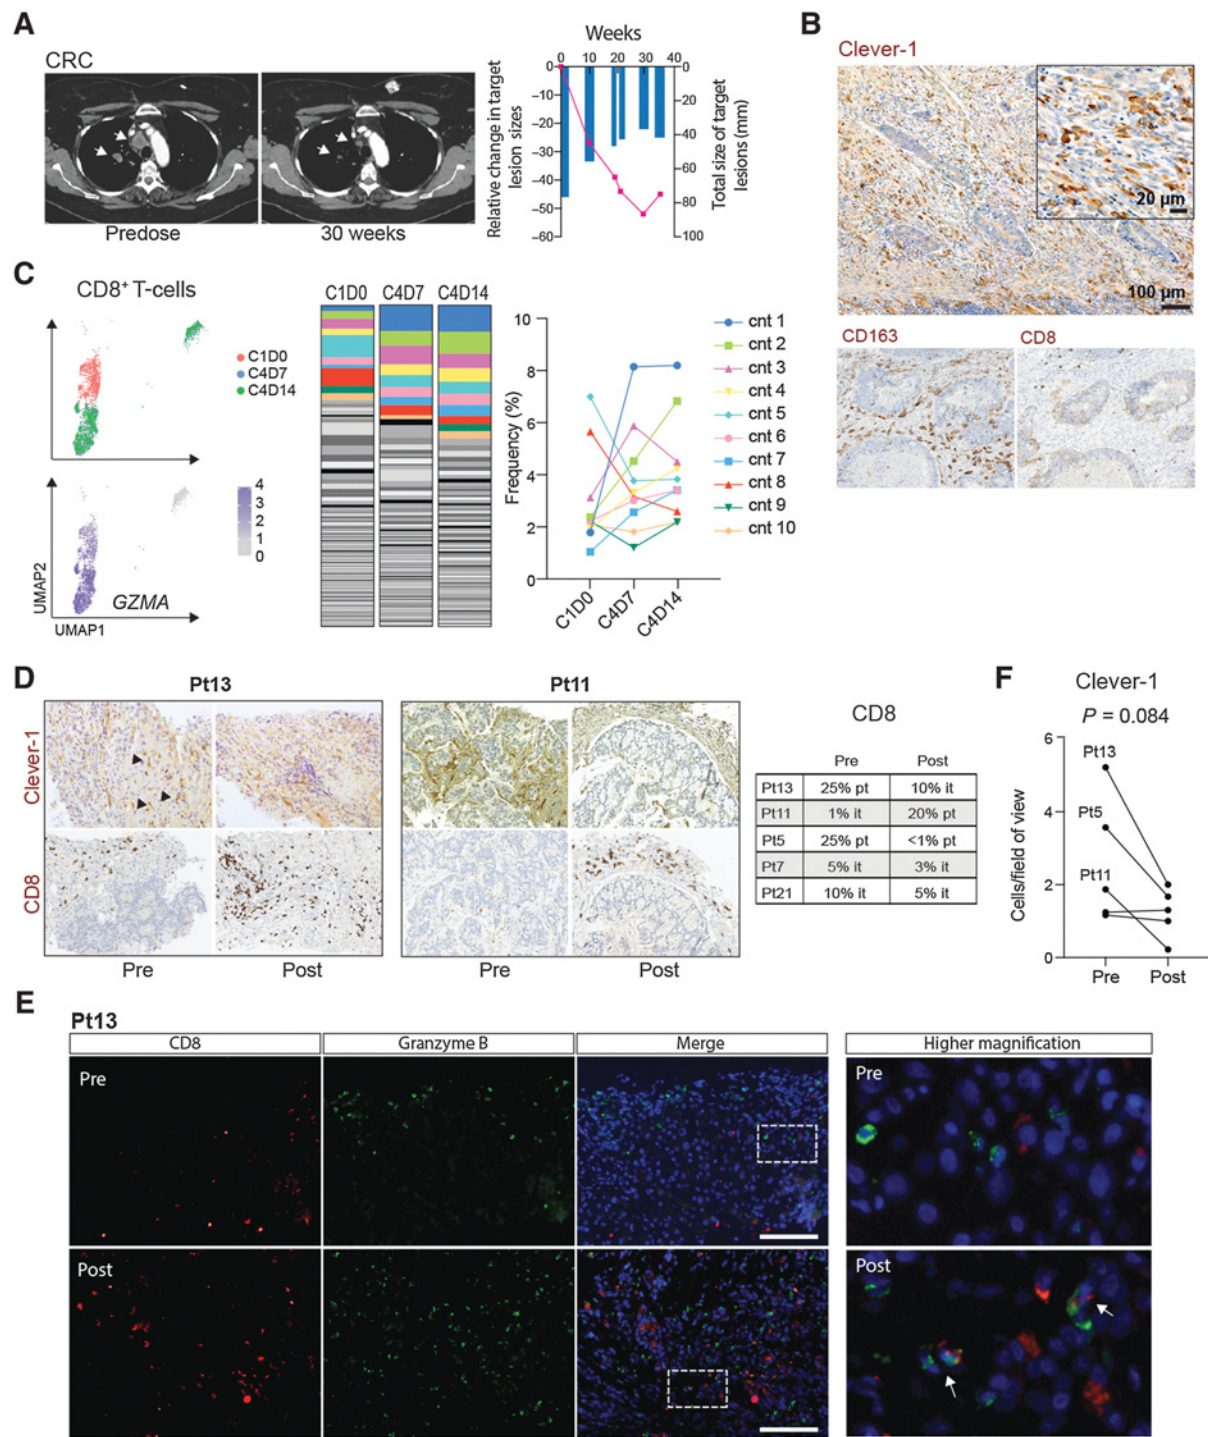 A
CRC
Predose
30 weeks
Weeks
0 10 20 30 40
Relative change in target
lesion sizes
0
−10
−20
−30
−40
−50
−60
0
20
40
60
80
100
Total size of target
lesions (mm)
B
Clever-1
20 µm
100 µm
CD163
CD8
C
CD8+ T-cells
C1D0
C4D7
C4D14
4
3
2
1
0
GZMA
UMAP2
UMAP1
C1D0 C4D7 C4D14
Frequency (%)
10
8
6
4
2
0
C1D0
C4D7
C4D14
cnt 1
cnt 2
cnt 3
cnt 4
cnt 5
cnt 6
cnt 7
cnt 8
cnt 9
cnt 10
D
Pt13
Pt11
Clever-1
CD8
Pre
Post
Pre
Post
CD8
Pre Post
Pt13 25% pt 10% it
Pt11 1% it 20% pt
Pt5 25% pt <1% pt
Pt7 5% it 3% it
Pt21 10% it 5% it
F
Clever-1
P = 0.084
Cells/field of view
6
4
2
0
Pt13
Pt5
Pt11
Pre
Post
E
Pt13
CD8
Granzyme B
Merge
Higher magnification
Pre
Pre
Post
Post